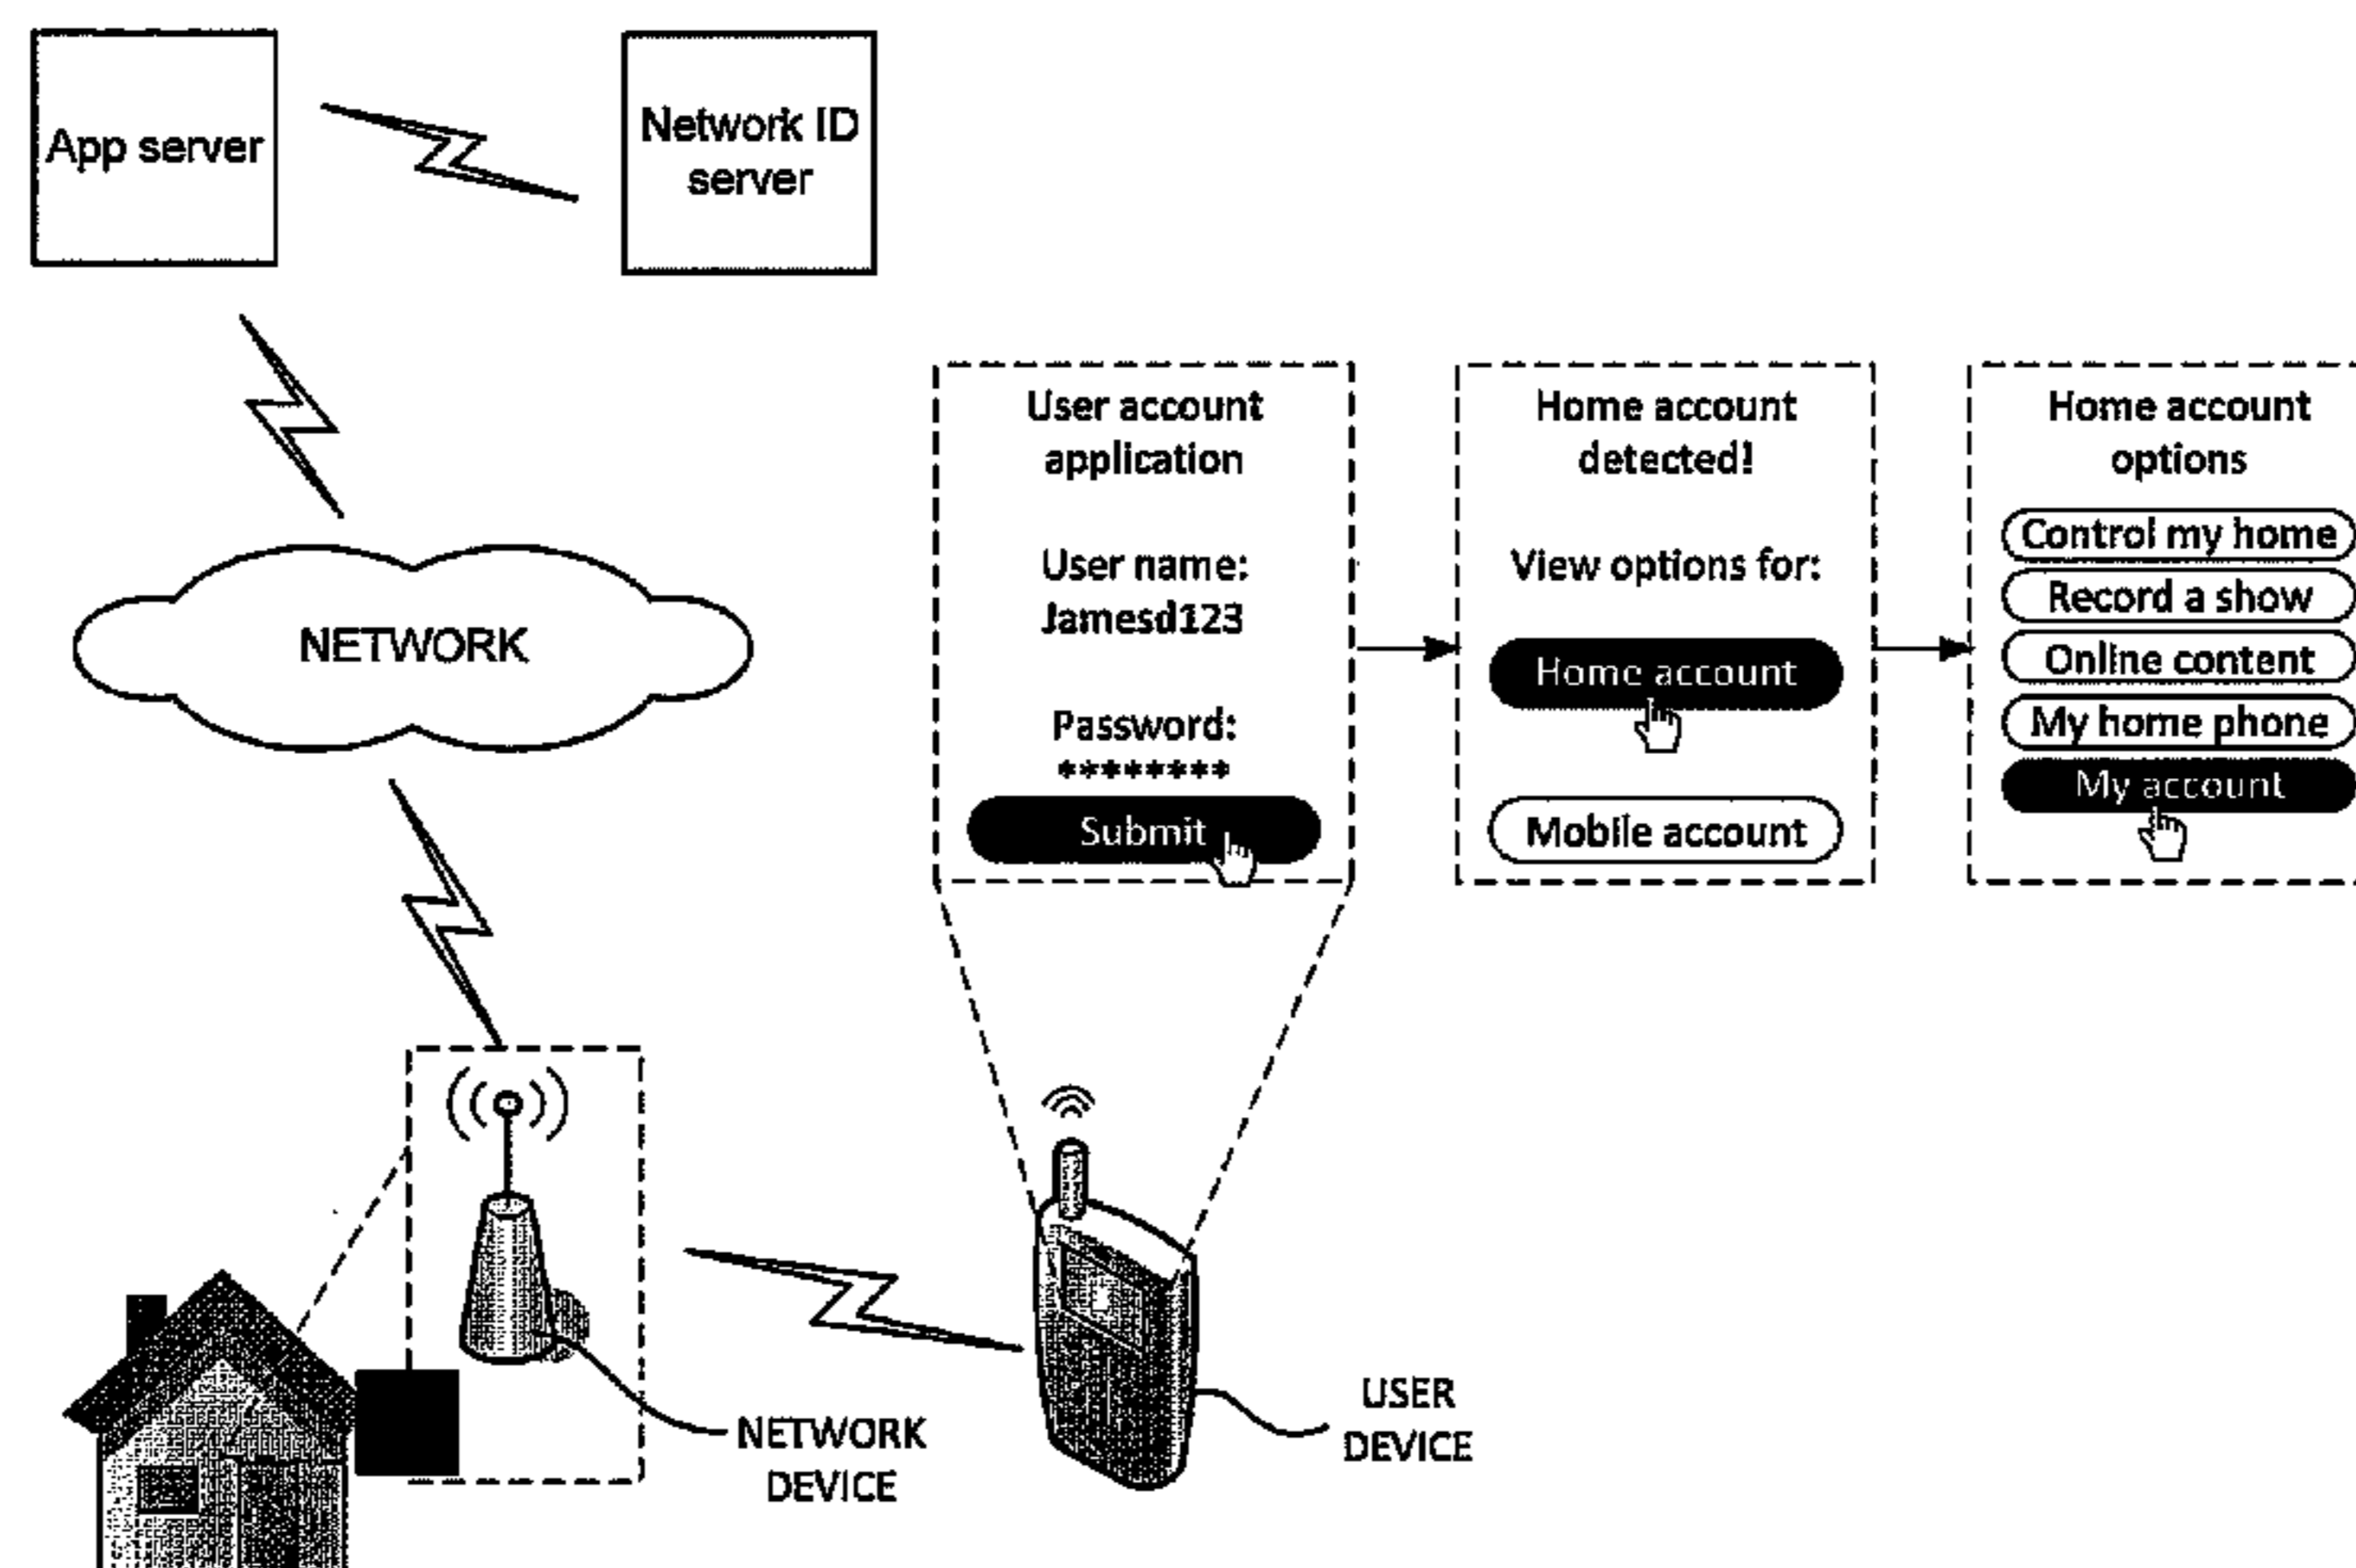 App server
Network ID
server
NETWORK
User account
application
User name:
Jamesd123
Password:
********
Submit
Home account
detected!
View options for:
Home account
Mobile account
Home account
options
Control my home
Record a show
Online content
My home phone
My account
NETWORK
DEVICE
USER
DEVICE